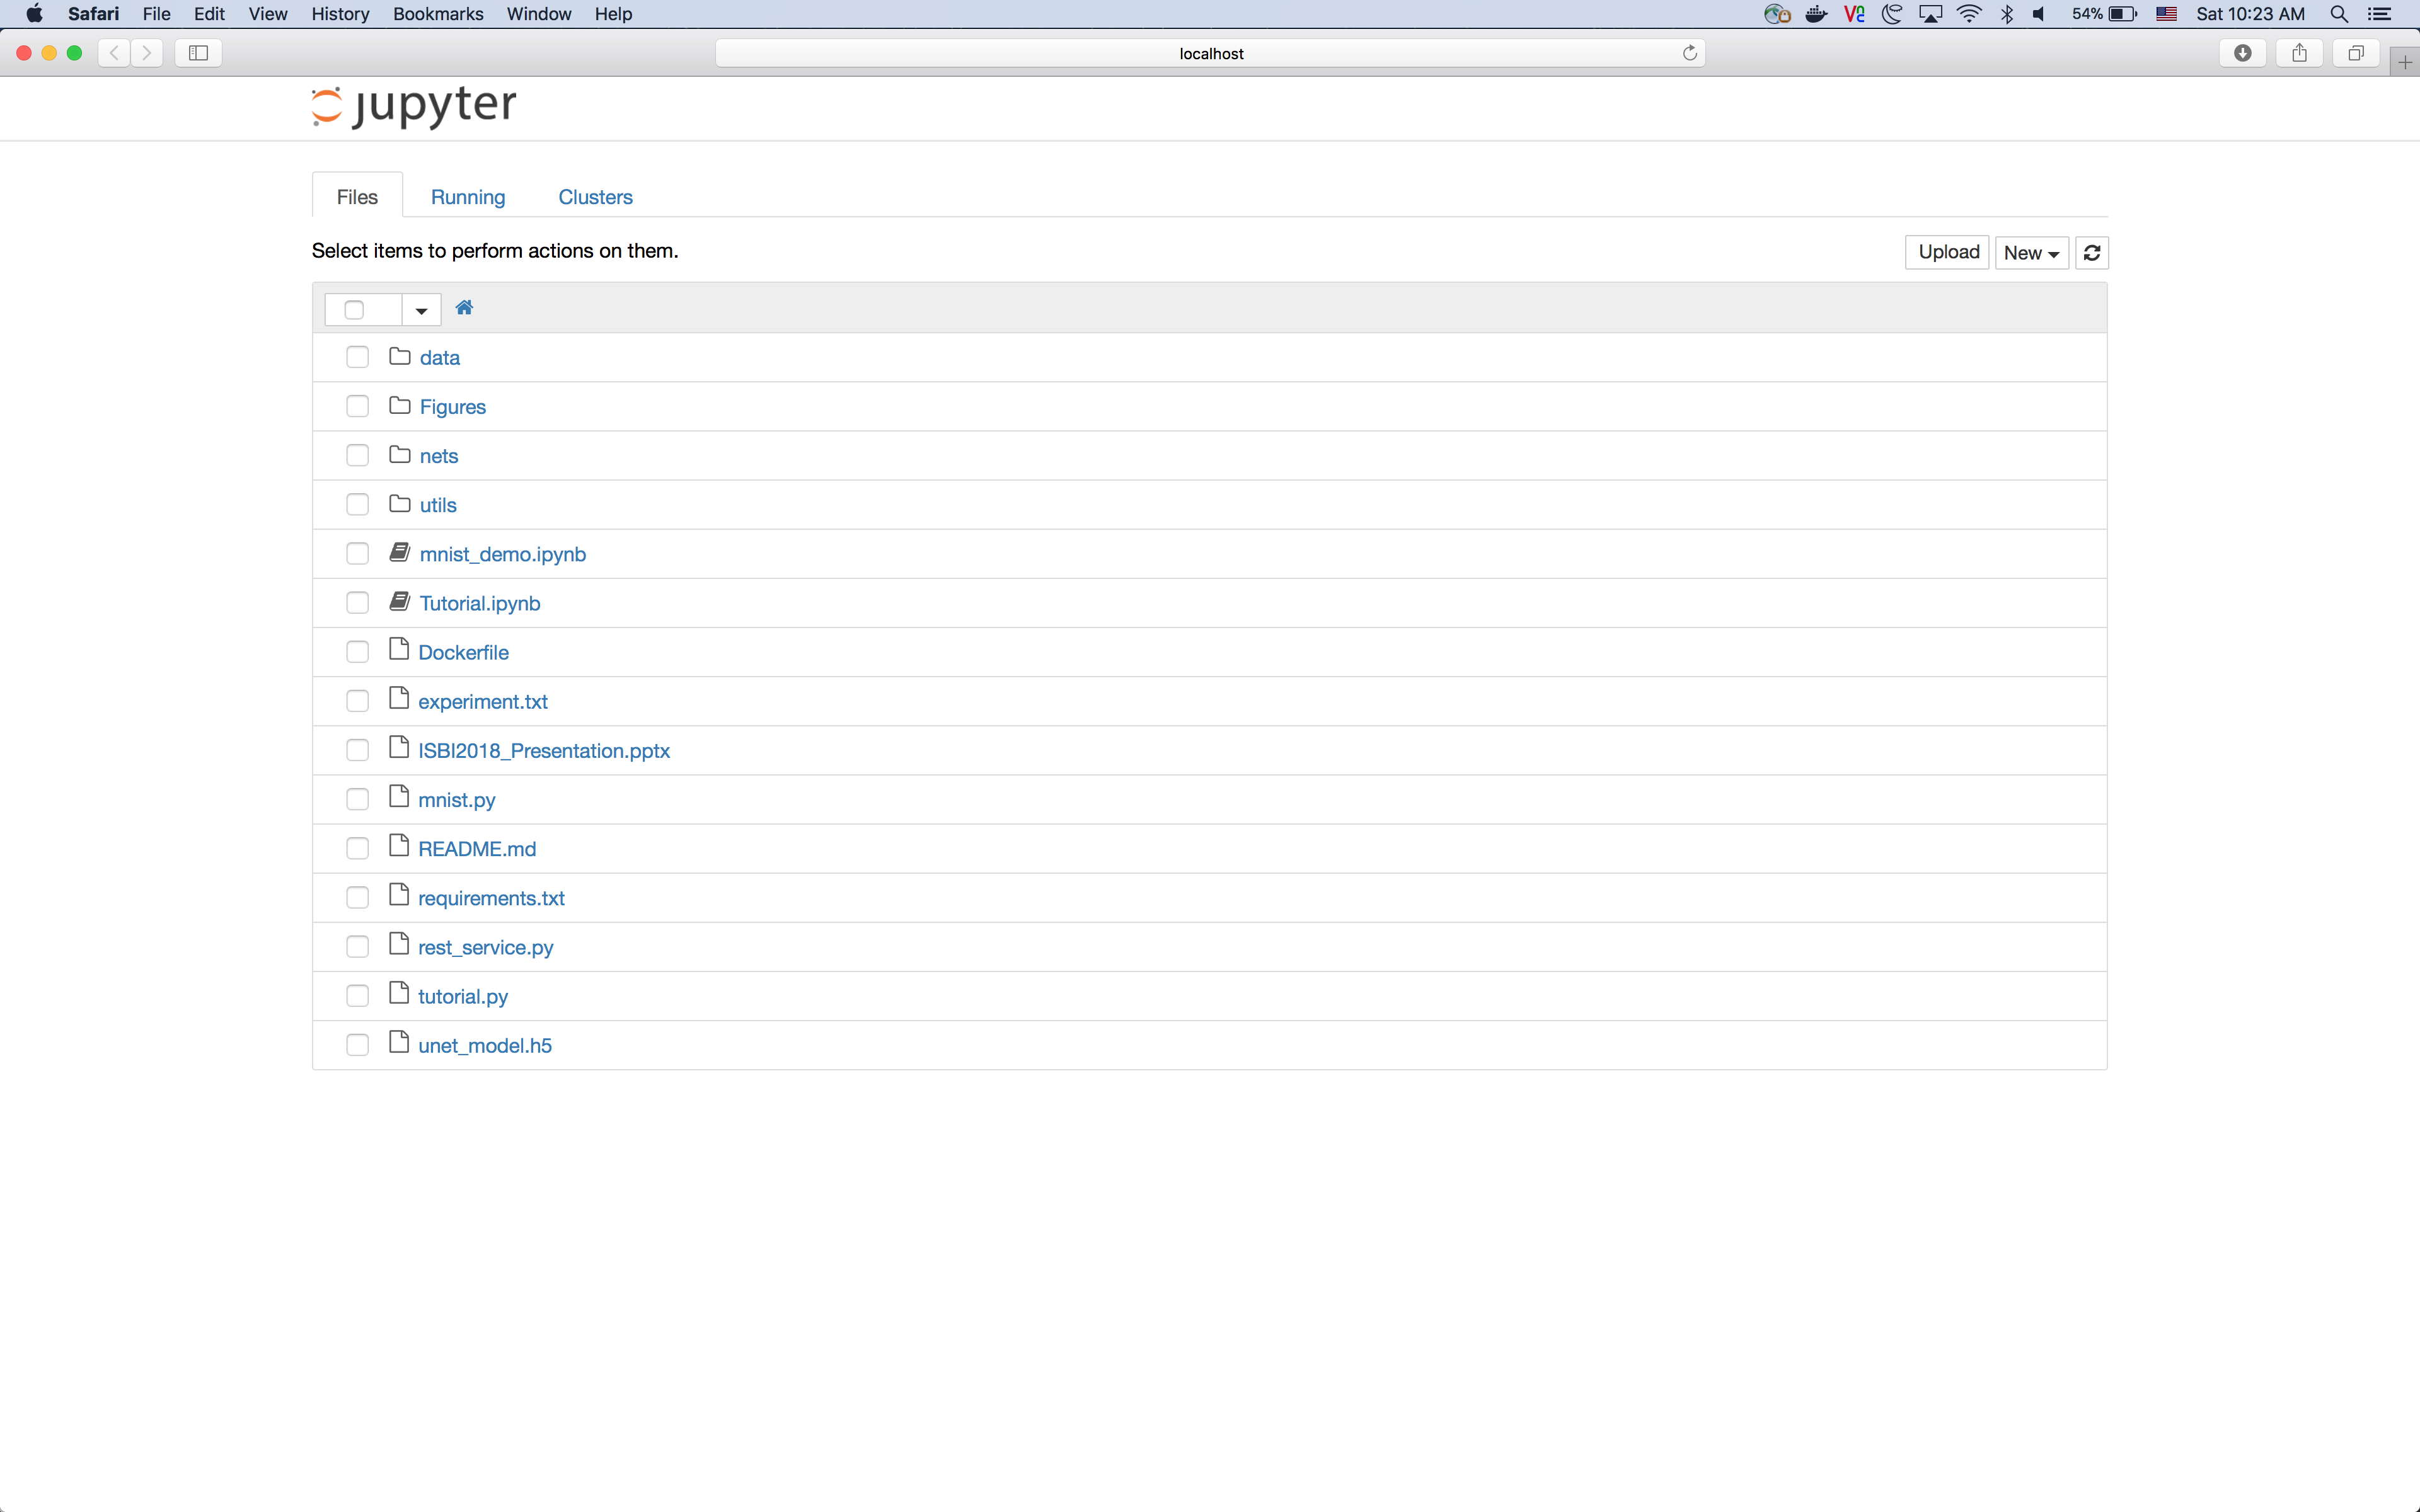 Safari File Edit View History Bookmarks Window Help 54% Sat 10:23 AM
localhost
jupyter
Files Running Clusters
Select items to perform actions on them. Upload New
data
Figures
nets
utils
mnist_demo.ipynb
Tutorial.ipynb
Dockerfile
experiment.txt
ISBI2018_Presentation.pptx
mnist.py
README.md
requirements.txt
rest_service.py
tutorial.py
unet_model.h5